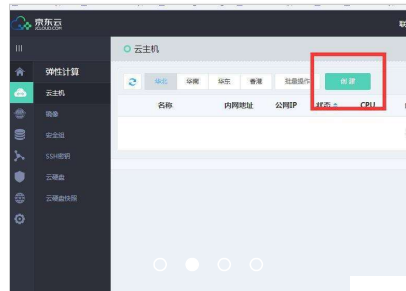 京东云
JCLOUD.COM
联
云主机
弹性计算
华北 华南 华东 香港 批量操作 创建
云主机
名称 内网地址 公网IP 状态 CPU
镜像
安全组
SSH密钥
云硬盘
云硬盘快照